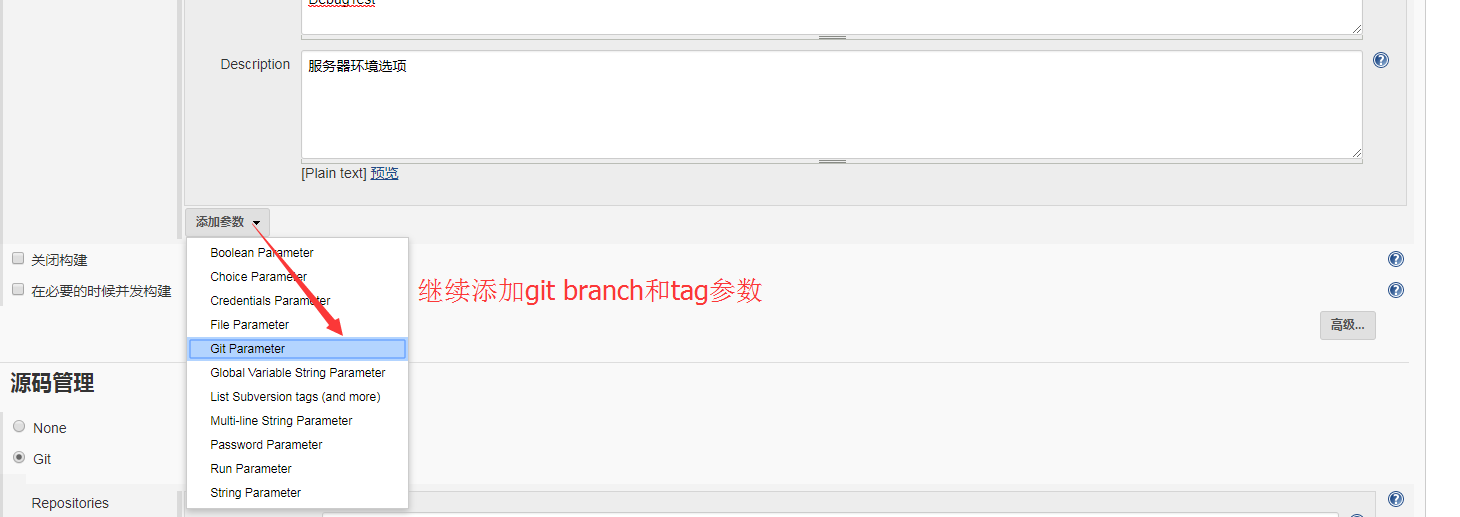 DebugTest
Description
服务器环境选项
[Plain text] 预览
添加参数
Boolean Parameter
关闭构建
Choice Parameter
在必要的时候并发构建
Credentials Parameter
继续添加git branch和tag参数
File Parameter
高级...
Git Parameter
Global Variable String Parameter
源码管理
List Subversion tags (and more)
None
Multi-line String Parameter
Password Parameter
Git
Run Parameter
String Parameter
Repositories